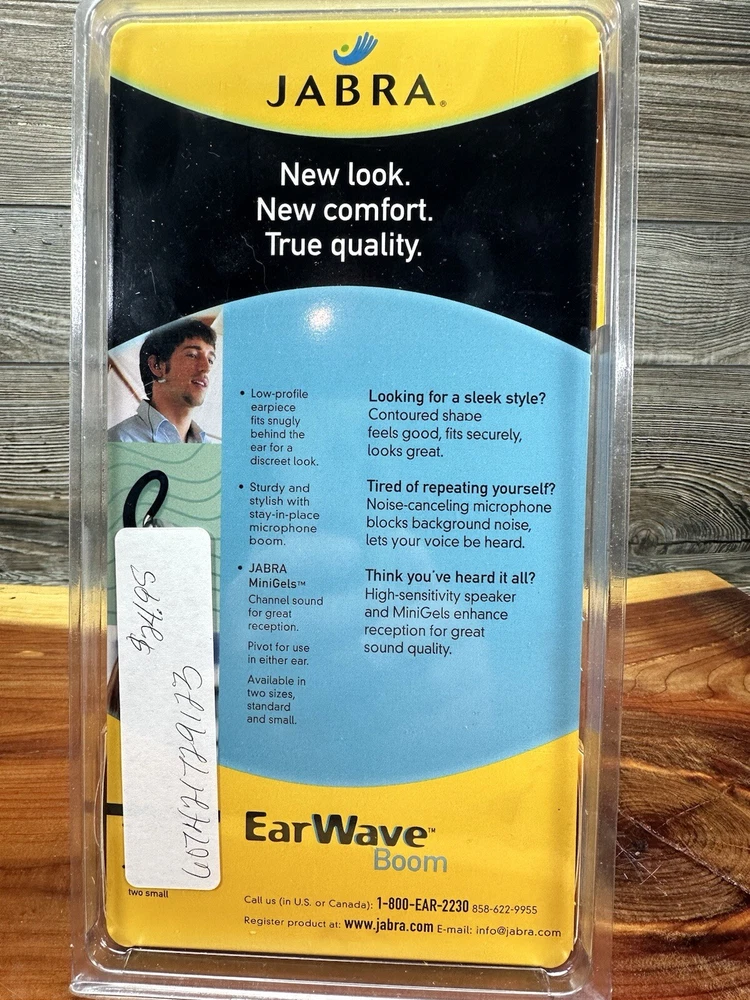 JABRA®
New look.
New comfort.
True quality.
• Low-profile
earpiece
fits snugly
behind the
ear for a
discreet look.
• Sturdy and
stylish with
stay-in-place
microphone
boom.
• JABRA
MiniGels™
Channel sound
for great
reception.
Pivot for use
in either ear.
Available in
two sizes,
standard
and small.
Looking for a sleek style?
Contoured shape
feels good, fits securely,
looks great.
Tired of repeating yourself?
Noise-canceling microphone
blocks background noise,
lets your voice be heard.
Think you've heard it all?
High-sensitivity speaker
and MiniGels enhance
reception for great
sound quality.
$24.95
two small
EarWave™
Boom
Call us (in U.S. or Canada): 1-800-EAR-2230 858-622-9955
Register product at: www.jabra.com E-mail: info@jabra.com